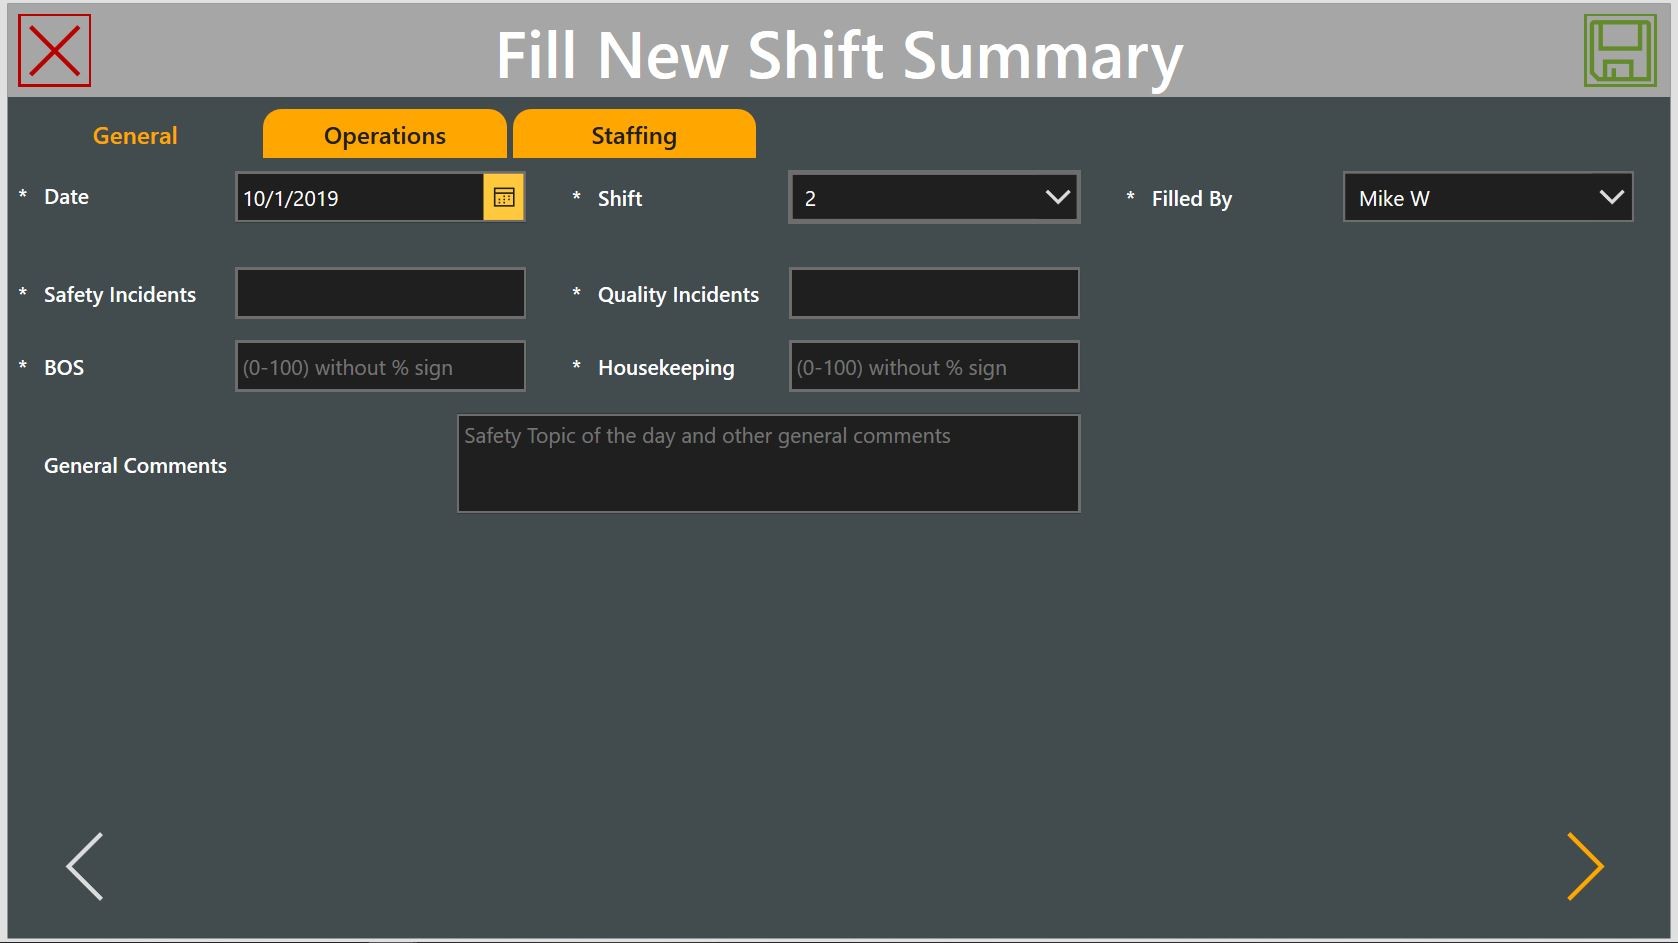 Fill New Shift Summary
General Operations Staffing
* Date 10/1/2019 * Shift 2 * Filled By Mike W
* Safety Incidents * Quality Incidents
* BOS (0-100) without % sign * Housekeeping (0-100) without % sign
Safety Topic of the day and other general comments
General Comments